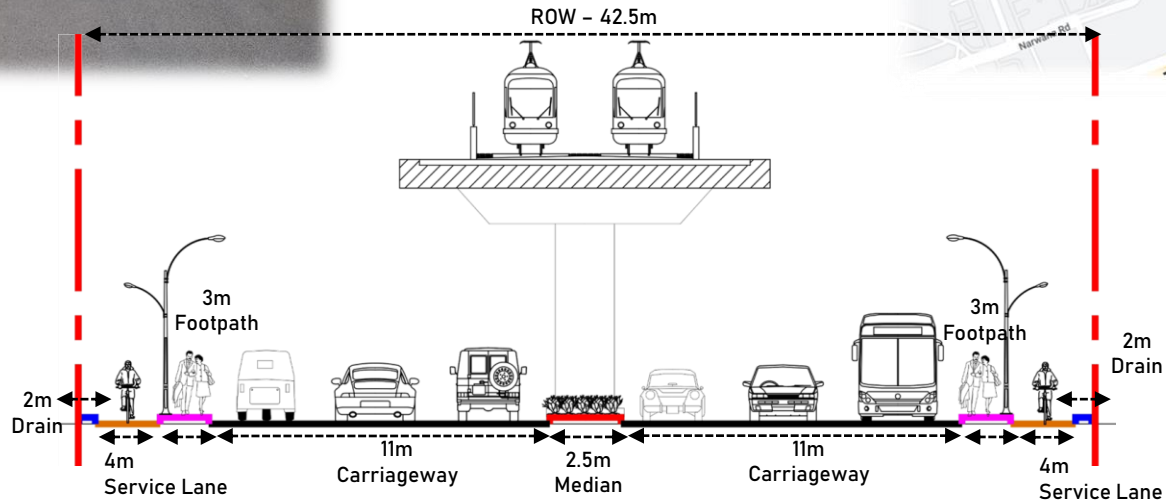 ROW – 42.5m
Narwana Rd
3m
Footpath
3m
Footpath
2m
Drain
2m
Drain
4m
Service Lane
11m
Carriageway
2.5m
Median
11m
Carriageway
4m
Service Lane